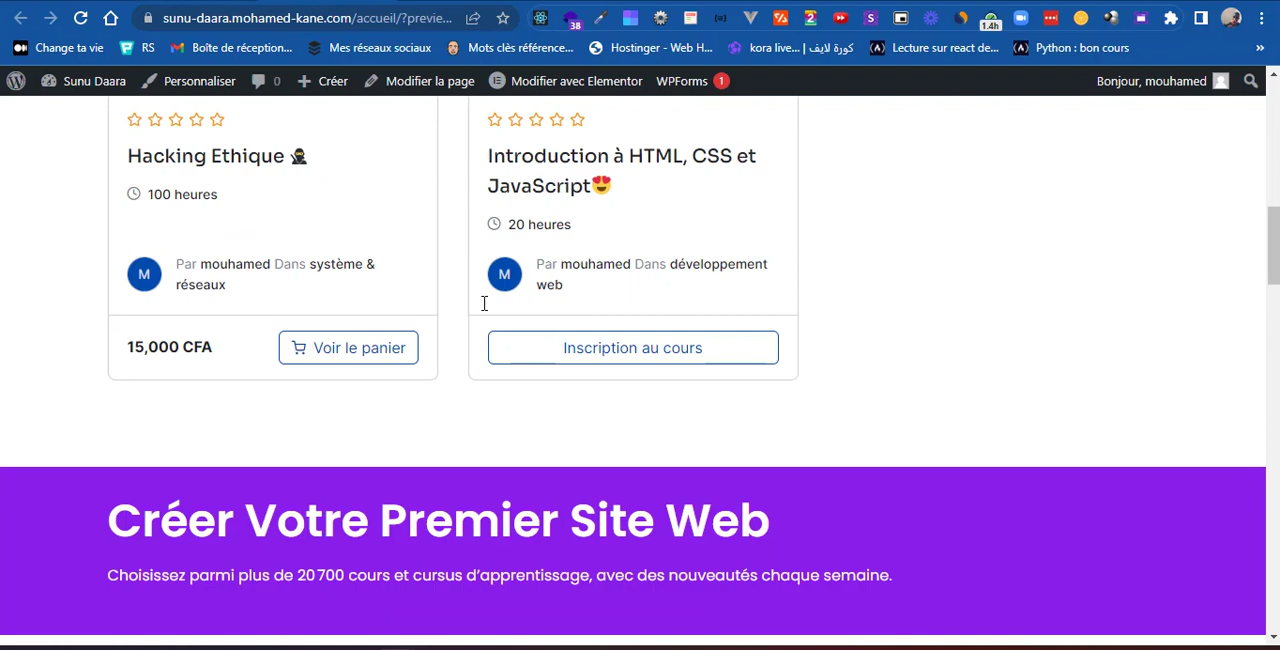 sunu-daara.mohamed-kane.com/accueil/?previe...
38
2
S
1.4h
Change ta vie
RS
Boîte de réception...
Mes réseaux sociaux
Mots clés référence...
Hostinger - Web H...
kora live... | كورة لايف
Lecture sur react de...
Python : bon cours
»
Sunu Daara
Personnaliser
0
Créer
Modifier la page
Modifier avec Elementor
WPForms 1
Bonjour, mouhamed
Hacking Ethique 🥷
100 heures
M
Par mouhamed Dans système &
réseaux
15,000 CFA
Voir le panier
Introduction à HTML, CSS et
JavaScript😍
20 heures
M
Par mouhamed Dans développement
web
Inscription au cours
Créer Votre Premier Site Web
Choisissez parmi plus de 20 700 cours et cursus d’apprentissage, avec des nouveautés chaque semaine.